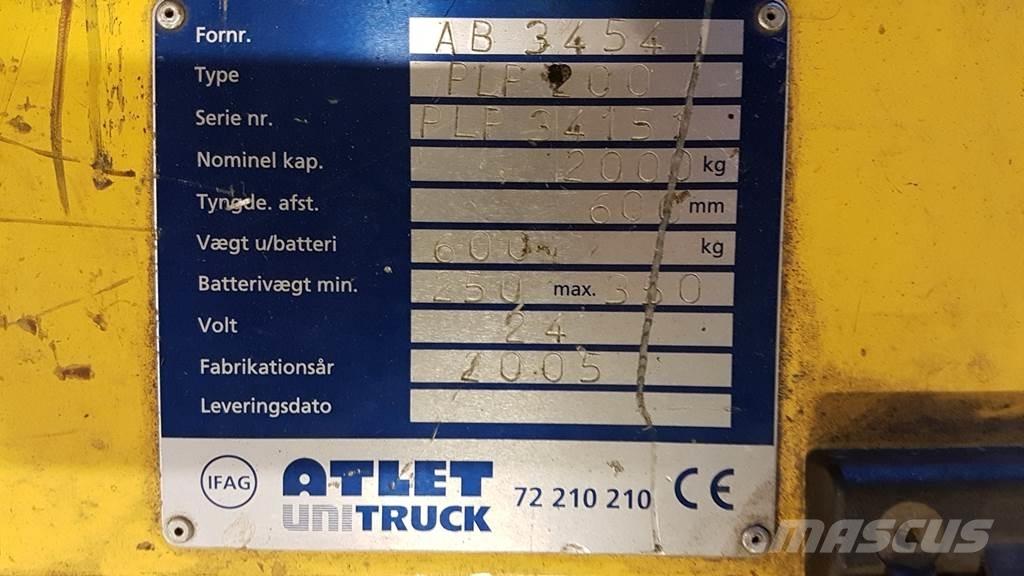 Fornr. AB 3454
Type PLP 200
Serie nr. PLP 34151
Nominel kap. 2000 kg
Tyngde. afst. 600 mm
Vægt u/batteri 600 kg
Batterivægt min. 250 max. 350
Volt 24
Fabrikationsår 2005
Leveringsdato
IFAG ATLET 72 210 210 CE
uniTRUCK
MASCUS